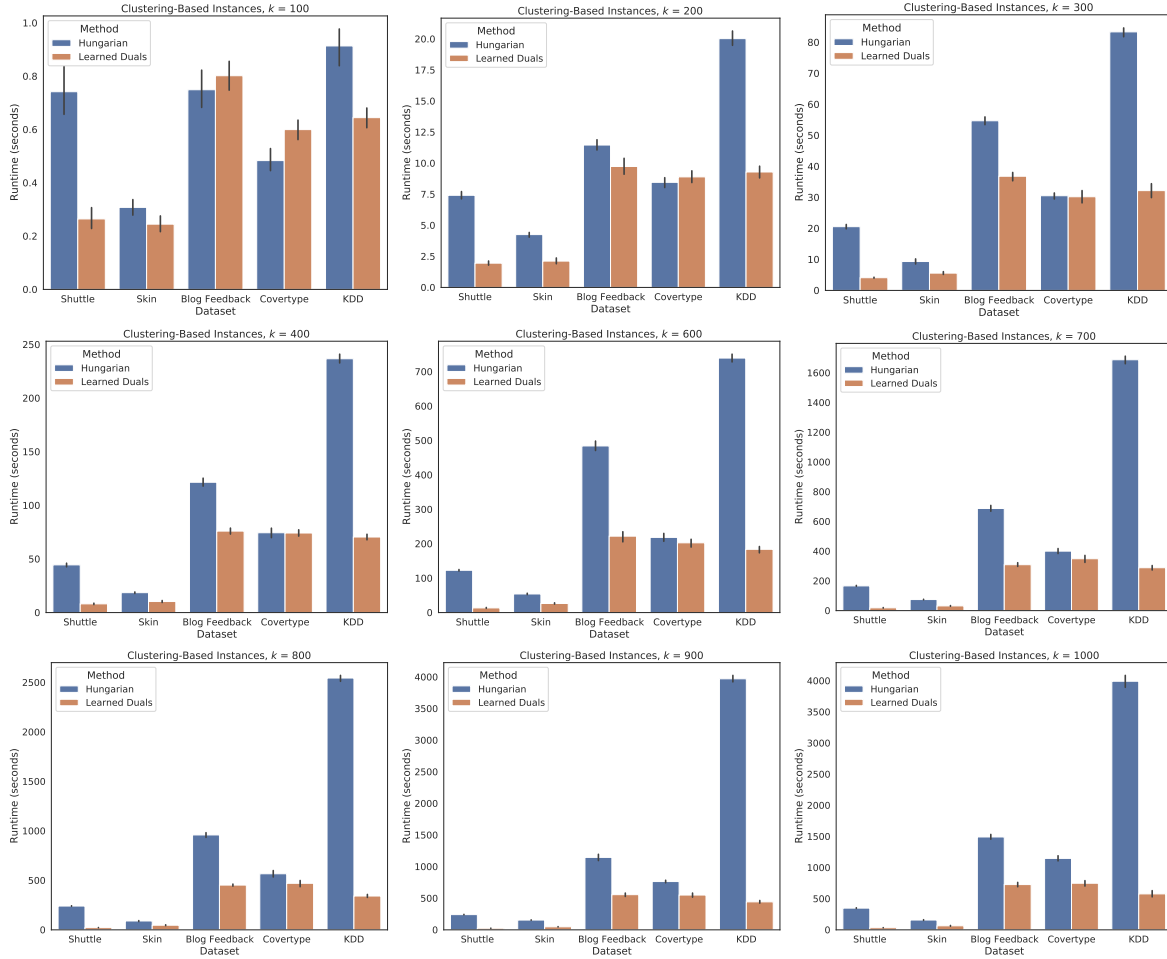 Clustering-Based Instances, k = 100
Method
Hungarian
Learned Duals
Runtime (seconds)
1.0
0.8
0.6
0.4
0.2
0.0
Shuttle Skin Blog Feedback Covertype KDD
Dataset
Clustering-Based Instances, k = 200
Method
Hungarian
Learned Duals
Runtime (seconds)
20.0
17.5
15.0
12.5
10.0
7.5
5.0
2.5
0.0
Shuttle Skin Blog Feedback Covertype KDD
Dataset
Clustering-Based Instances, k = 300
Method
Hungarian
Learned Duals
Runtime (seconds)
80
70
60
50
40
30
20
10
0
Shuttle Skin Blog Feedback Covertype KDD
Dataset
Clustering-Based Instances, k = 400
Method
Hungarian
Learned Duals
Runtime (seconds)
250
200
150
100
50
0
Shuttle Skin Blog Feedback Covertype KDD
Dataset
Clustering-Based Instances, k = 600
Method
Hungarian
Learned Duals
Runtime (seconds)
700
600
500
400
300
200
100
0
Shuttle Skin Blog Feedback Covertype KDD
Dataset
Clustering-Based Instances, k = 700
Method
Hungarian
Learned Duals
Runtime (seconds)
1600
1400
1200
1000
800
600
400
200
0
Shuttle Skin Blog Feedback Covertype KDD
Dataset
Clustering-Based Instances, k = 800
Method
Hungarian
Learned Duals
Runtime (seconds)
2500
2000
1500
1000
500
0
Shuttle Skin Blog Feedback Covertype KDD
Dataset
Clustering-Based Instances, k = 900
Method
Hungarian
Learned Duals
Runtime (seconds)
4000
3500
3000
2500
2000
1500
1000
500
0
Shuttle Skin Blog Feedback Covertype KDD
Dataset
Clustering-Based Instances, k = 1000
Method
Hungarian
Learned Duals
Runtime (seconds)
4000
3500
3000
2500
2000
1500
1000
500
0
Shuttle Skin Blog Feedback Covertype KDD
Dataset